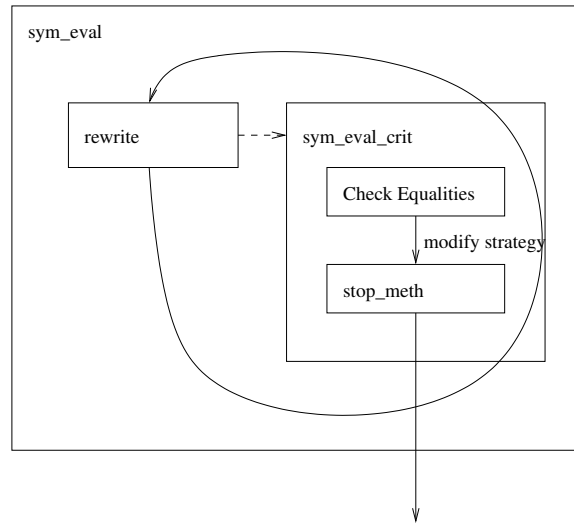 sym_eval
rewrite
sym_eval_crit
Check Equalities
modify strategy
stop_meth